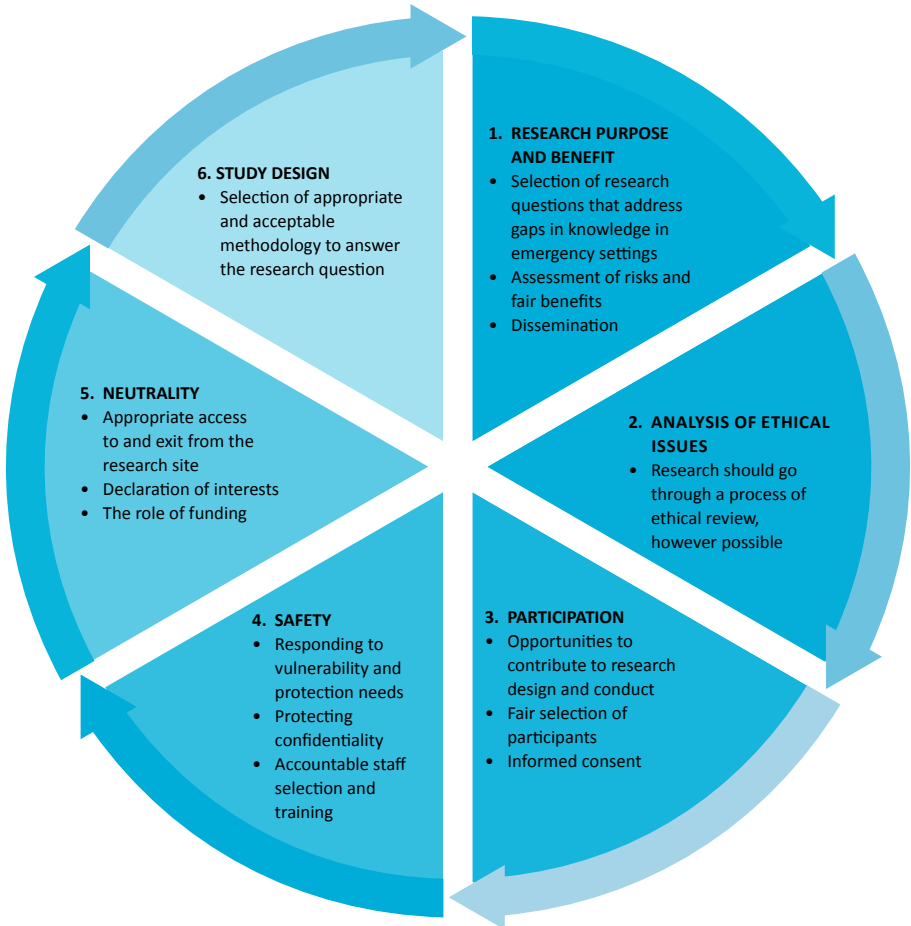 1. RESEARCH PURPOSE
AND BENEFIT
• Selection of research
questions that address
gaps in knowledge in
emergency settings
• Assessment of risks and
fair benefits
• Dissemination
2. ANALYSIS OF ETHICAL
ISSUES
• Research should go
through a process of
ethical review,
however possible
3. PARTICIPATION
• Opportunities to
contribute to research
design and conduct
• Fair selection of
participants
• Informed consent
4. SAFETY
• Responding to
vulnerability and
protection needs
• Protecting
confidentiality
• Accountable staff
selection and
training
5. NEUTRALITY
• Appropriate access
to and exit from the
research site
• Declaration of interests
• The role of funding
6. STUDY DESIGN
• Selection of appropriate
and acceptable
methodology to answer
the research question